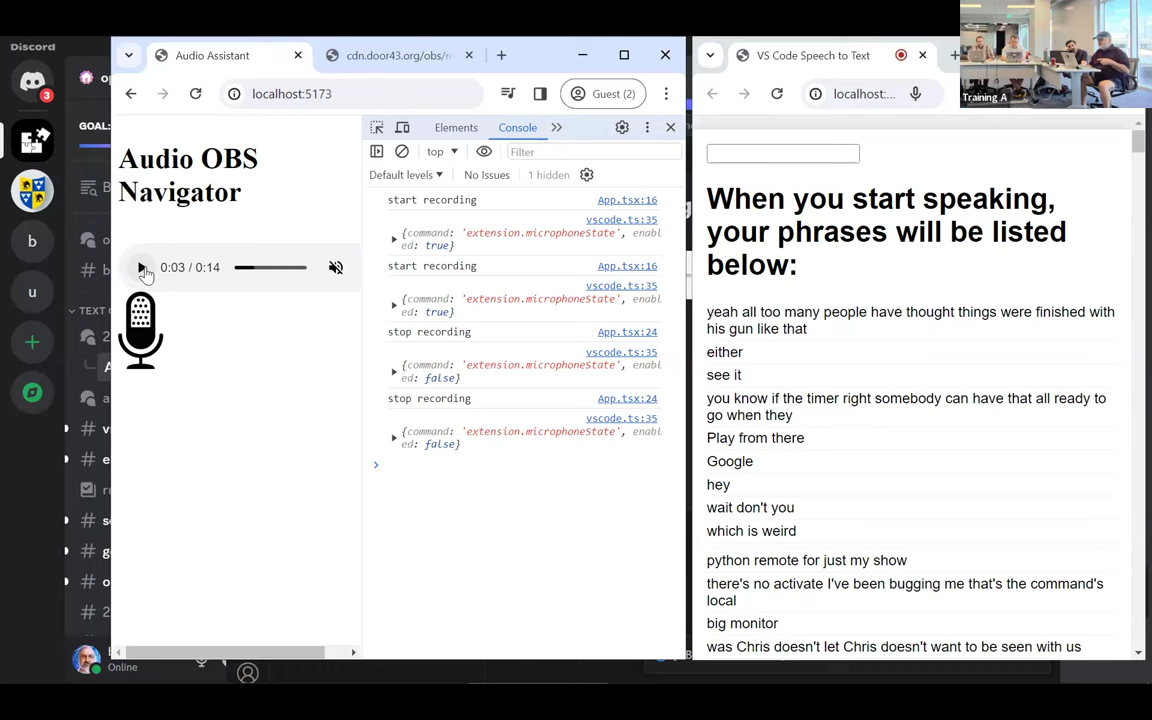 Discord
3
GOAL:
TEXT
b
u
Online
Audio Assistant
cdn.door43.org/obs/
localhost:5173
Guest (2)
Audio OBS
Navigator
0:03 / 0:14
Elements
Console
top
Filter
Default levels
No Issues
1 hidden
start recording
App.tsx:16
vscode.ts:35
{command: 'extension.microphoneState', enabl
ed: true}
start recording
App.tsx:16
vscode.ts:35
{command: 'extension.microphoneState', enabl
ed: true}
stop recording
App.tsx:24
vscode.ts:35
{command: 'extension.microphoneState', enabl
ed: false}
stop recording
App.tsx:24
vscode.ts:35
{command: 'extension.microphoneState', enabl
ed: false}
VS Code Speech to Text
localhost:...
Training A
When you start speaking,
your phrases will be listed
below:
yeah all too many people have thought things were finished with
his gun like that
either
see it
you know if the timer right somebody can have that all ready to
go when they
Play from there
Google
hey
wait don't you
which is weird
python remote for just my show
there's no activate I've been bugging me that's the command's
local
big monitor
was Chris doesn't let Chris doesn't want to be seen with us